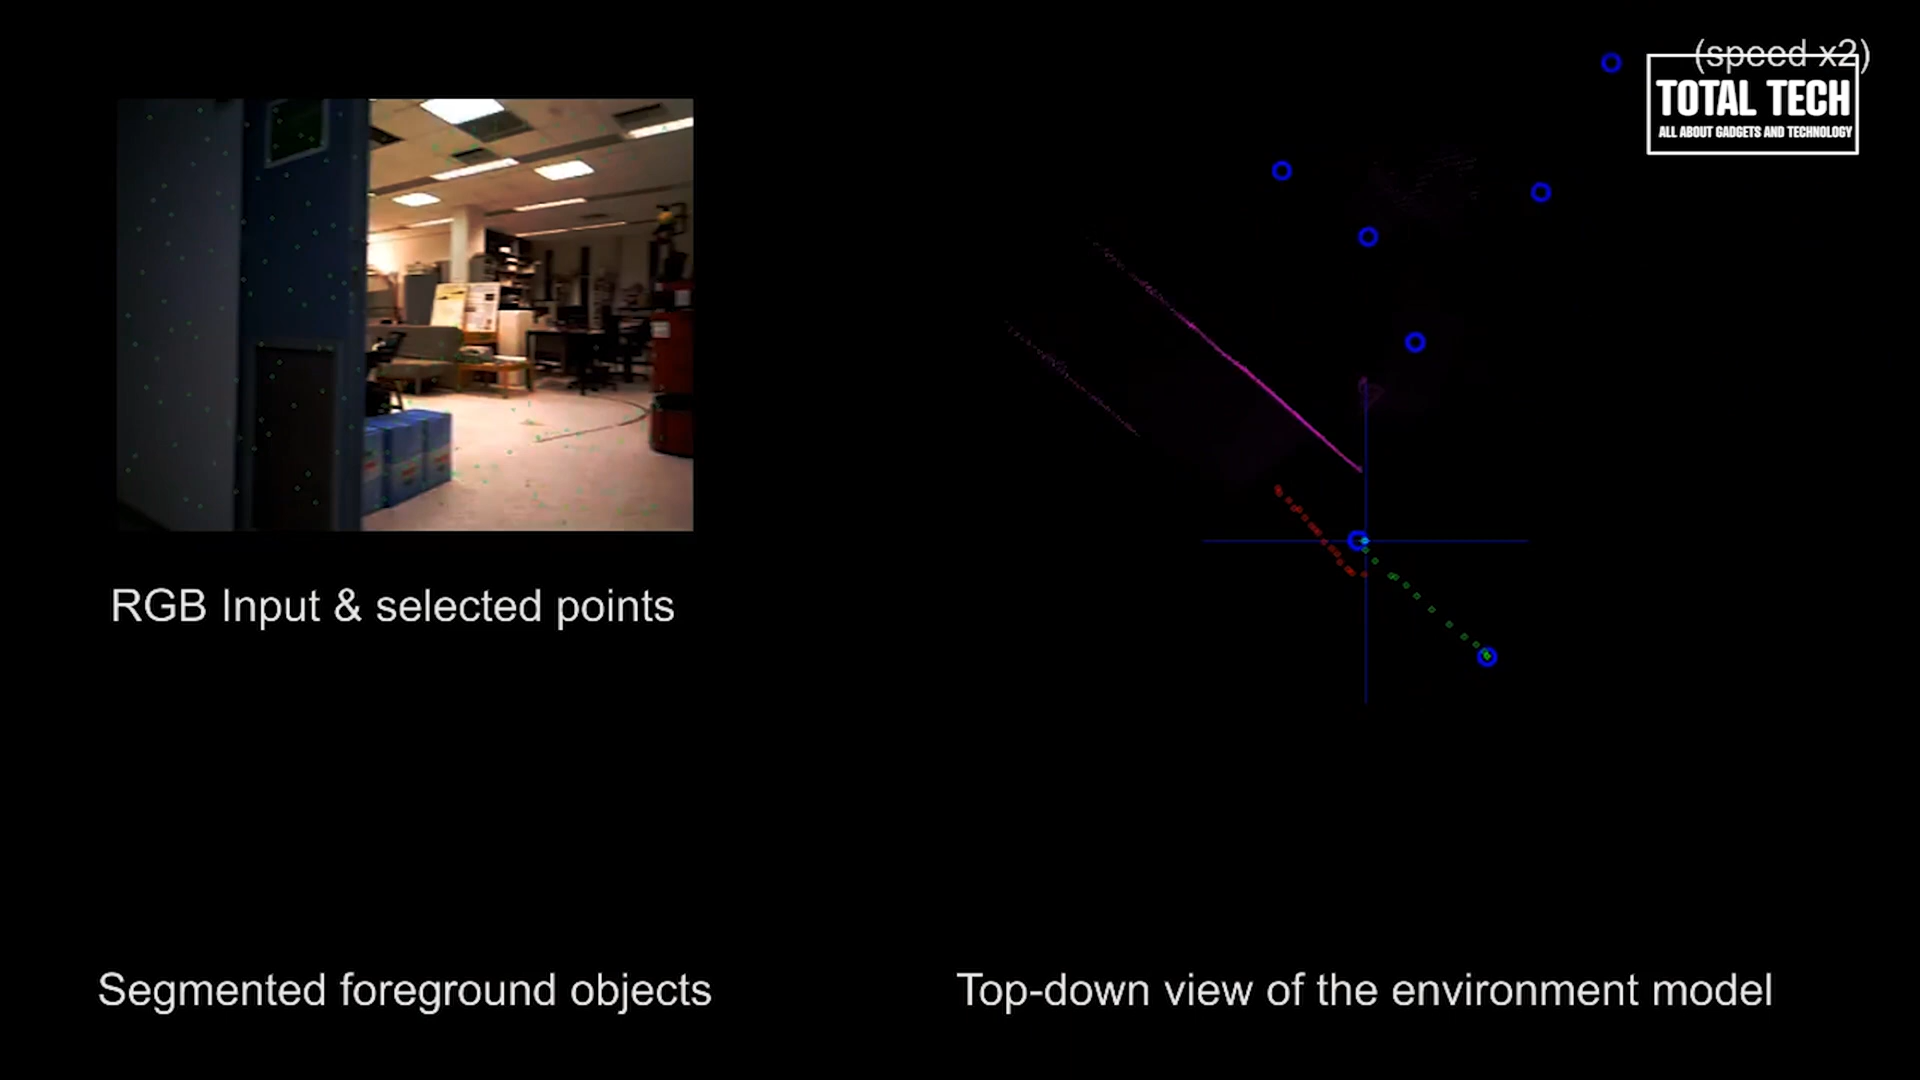 (speed x2)
TOTAL TECH
ALL ABOUT GADGETS AND TECHNOLOGY
RGB Input & selected points
Segmented foreground objects
Top-down view of the environment model